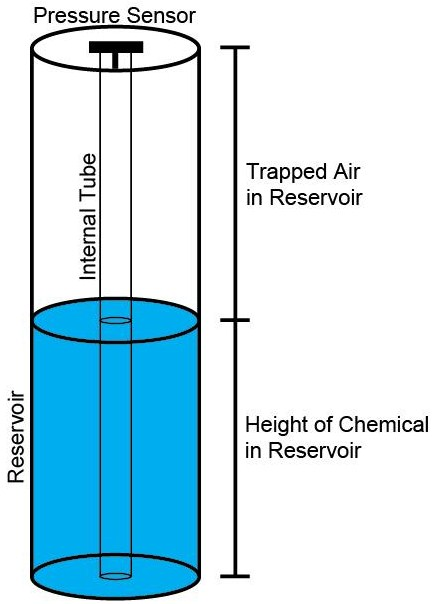 Pressure Sensor
Internal Tube
Trapped Air
in Reservoir
Reservoir
Height of Chemical
in Reservoir